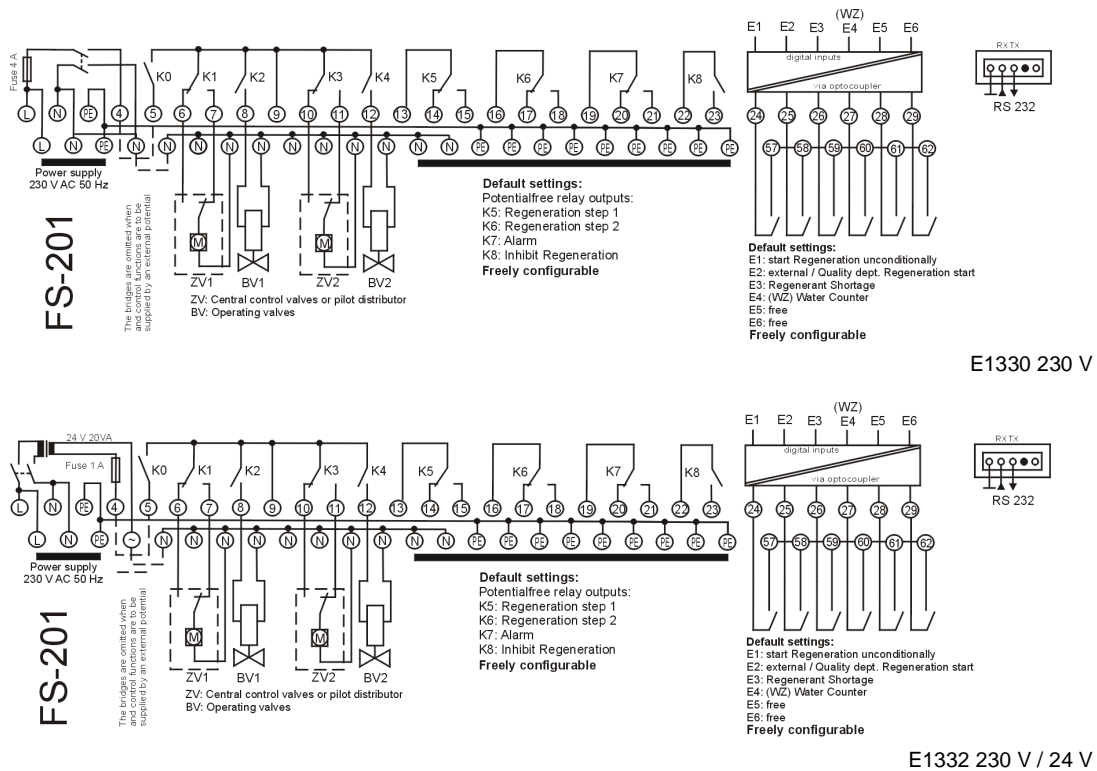 (WZ)
E1 E2 E3 E4 E5 E6
digital inputs
via optocoupler
RXTX
RS 232
Fuse 4 A
K0 K1 K2 K3 K4 K5 K6 K7 K8
L N PE 4 5 6 7 8 9 10 11 12 13 14 15 16 17 18 19 20 21 22 23 24 25 26 27 28 29
L N PE N N N N N N N N N N N PE PE PE PE PE PE PE PE PE
57 58 59 60 61 62
Power supply
230 V AC 50 Hz
FS-201
The bridges are omitted when
and control functions are to be
supplied by an external potential
M M
ZV1 BV1 ZV2 BV2
ZV: Central control valves or pilot distributor
BV: Operating valves
Default settings:
Potentialfree relay outputs:
K5: Regeneration step 1
K6: Regeneration step 2
K7: Alarm
K8: Inhibit Regeneration
Freely configurable
Default settings:
E1: start Regeneration unconditionally
E2: external / Quality dept. Regeneration start
E3: Regenerant Shortage
E4: (WZ) Water Counter
E5: free
E6: free
Freely configurable
E1330 230 V
(WZ)
E1 E2 E3 E4 E5 E6
digital inputs
via optocoupler
RXTX
RS 232
24 V 20VA
Fuse 1 A
K0 K1 K2 K3 K4 K5 K6 K7 K8
L N PE 4 5 6 7 8 9 10 11 12 13 14 15 16 17 18 19 20 21 22 23 24 25 26 27 28 29
L N PE ~ N N N N N N N N N N PE PE PE PE PE PE PE PE PE
57 58 59 60 61 62
Power supply
230 V AC 50 Hz
FS-201
The bridges are omitted when
and control functions are to be
supplied by an external potential
M M
ZV1 BV1 ZV2 BV2
ZV: Central control valves or pilot distributor
BV: Operating valves
Default settings:
Potentialfree relay outputs:
K5: Regeneration step 1
K6: Regeneration step 2
K7: Alarm
K8: Inhibit Regeneration
Freely configurable
Default settings:
E1: start Regeneration unconditionally
E2: external / Quality dept. Regeneration start
E3: Regenerant Shortage
E4: (WZ) Water Counter
E5: free
E6: free
Freely configurable
E1332 230 V / 24 V